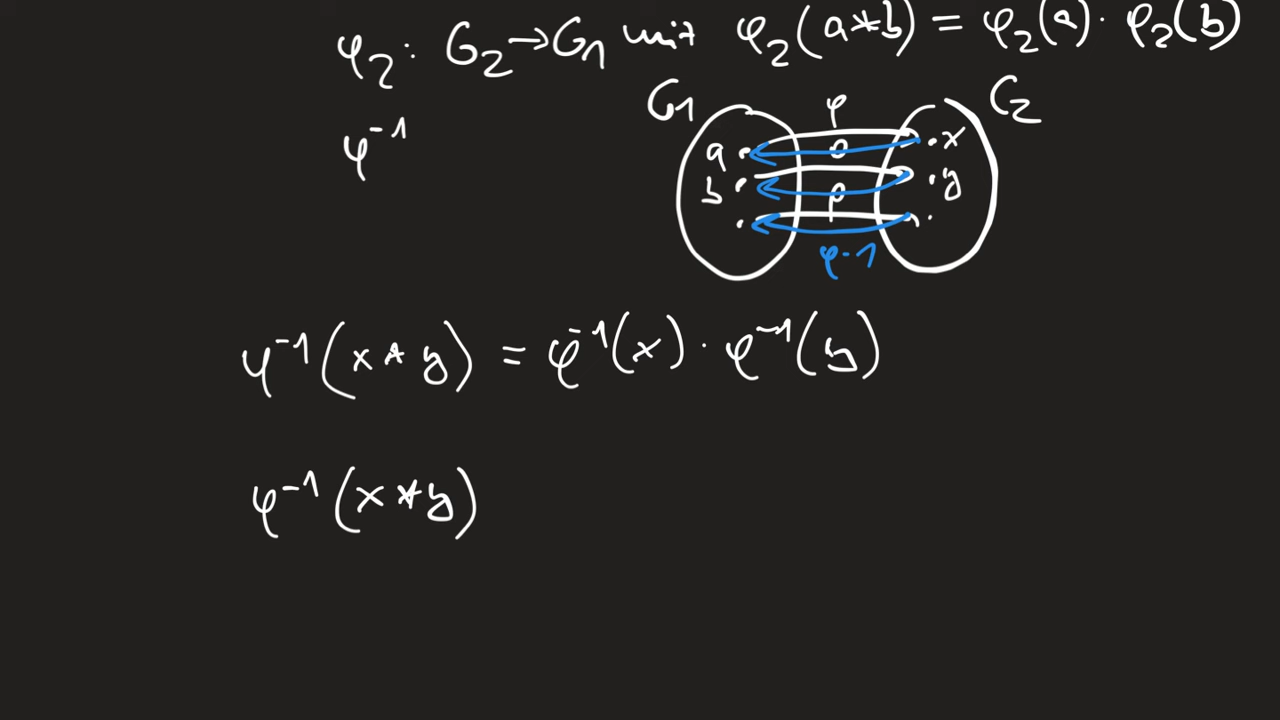 φ₂: G₂→G₁ mit φ₂(a*b) = φ₂(a)· φ₂(b)
G₁ φ G₂
φ⁻¹
a x
b y
φ⁻¹
φ⁻¹(x * y) = φ⁻¹(x) · φ⁻¹(y)
φ⁻¹(x * y)